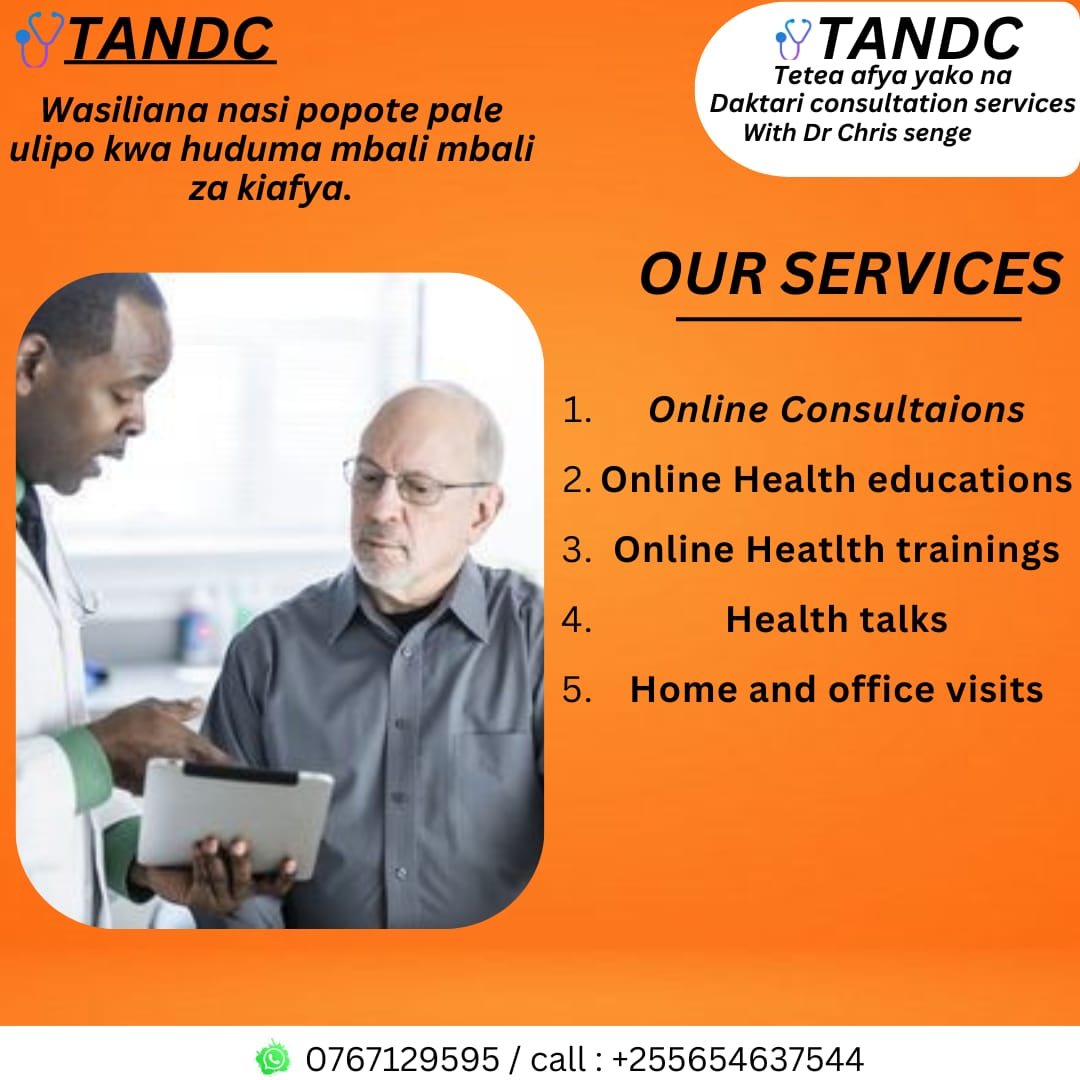 TANDC
Wasiliana nasi popote pale
ulipo kwa huduma mbali mbali
za kiafya.
TANDC
Tetea afya yako na
Daktari consultation services
With Dr Chris senge
OUR SERVICES
1. Online Consultaions
2. Online Health educations
3. Online Heatlth trainings
4. Health talks
5. Home and office visits
0767129595 / call : +255654637544